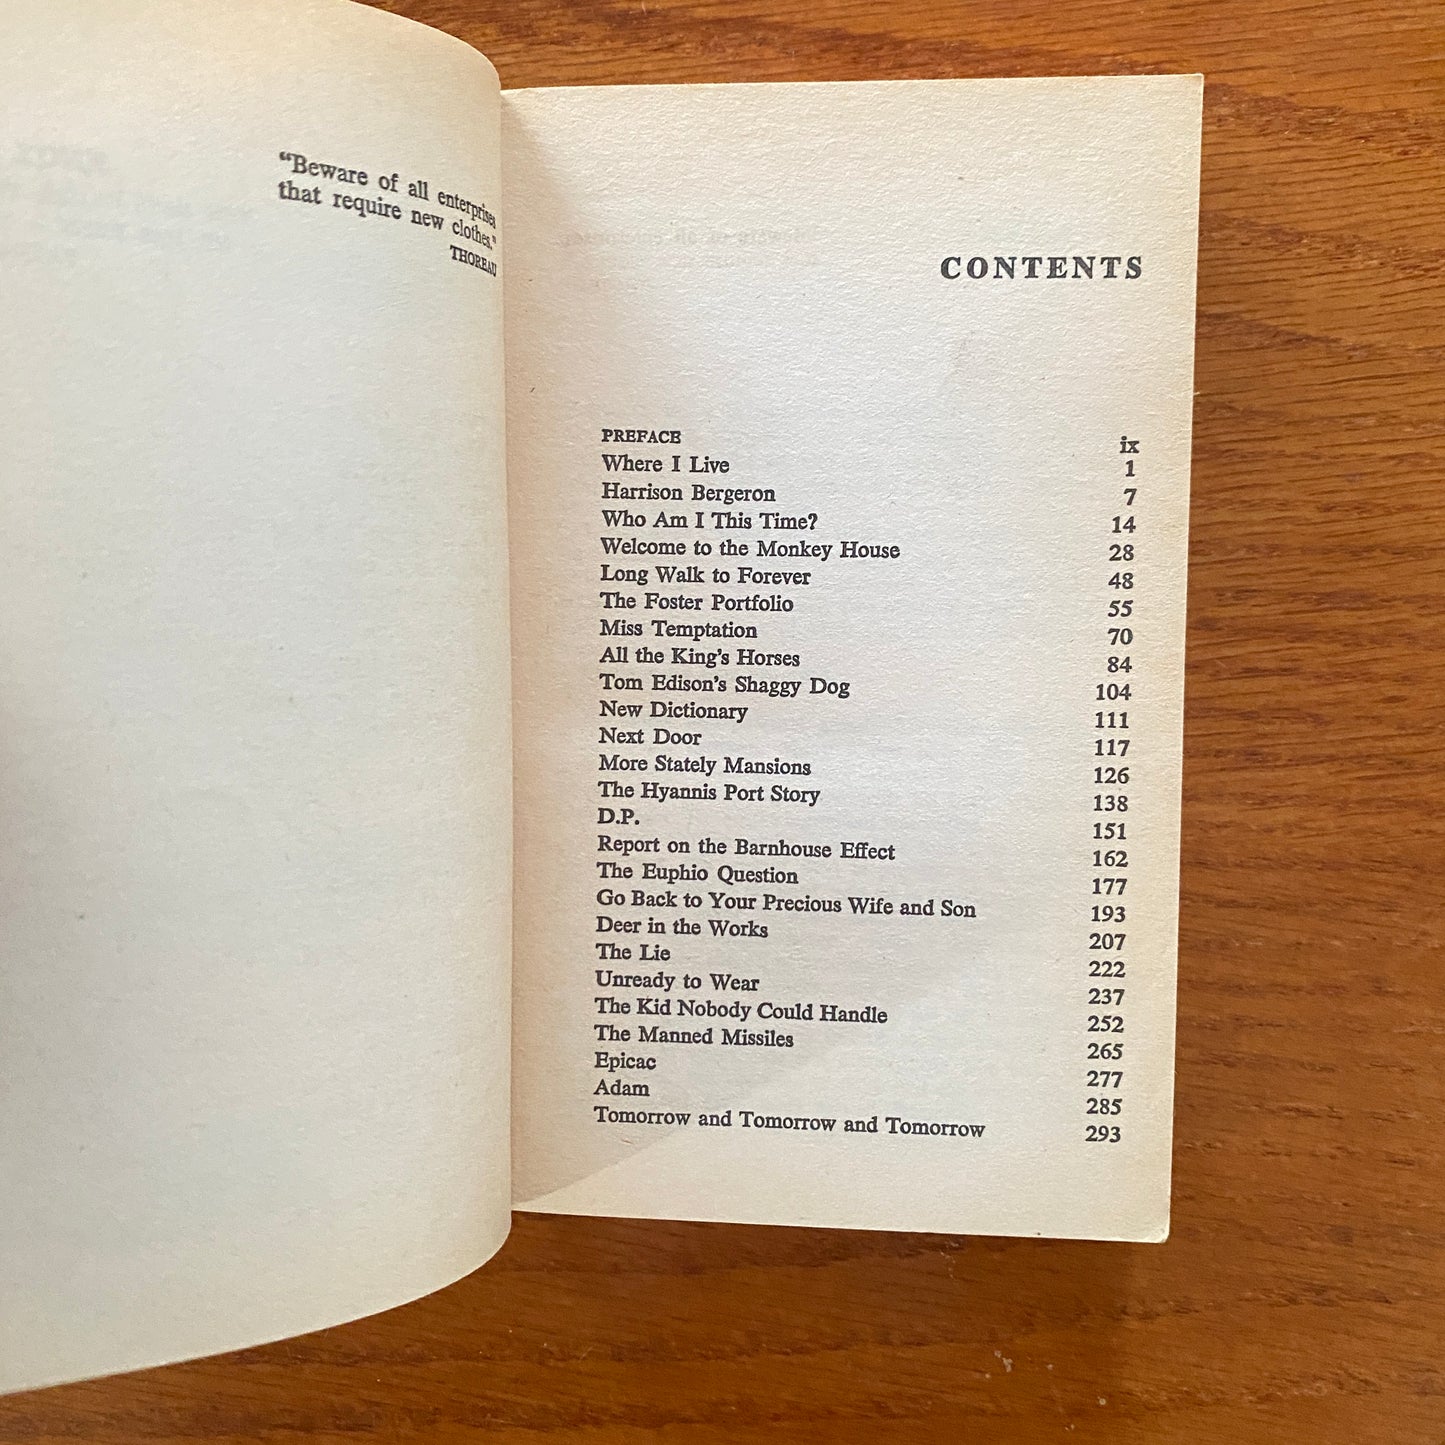 “Beware of all enterprises
that require new clothes.”
THOREAU
CONTENTS
PREFACE ix
Where I Live 1
Harrison Bergeron 7
Who Am I This Time? 14
Welcome to the Monkey House 28
Long Walk to Forever 48
The Foster Portfolio 55
Miss Temptation 70
All the King’s Horses 84
Tom Edison’s Shaggy Dog 104
New Dictionary 111
Next Door 117
More Stately Mansions 126
The Hyannis Port Story 138
D.P. 151
Report on the Barnhouse Effect 162
The Euphio Question 177
Go Back to Your Precious Wife and Son 193
Deer in the Works 207
The Lie 222
Unready to Wear 237
The Kid Nobody Could Handle 252
The Manned Missiles 265
Epicac 277
Adam 285
Tomorrow and Tomorrow and Tomorrow 293